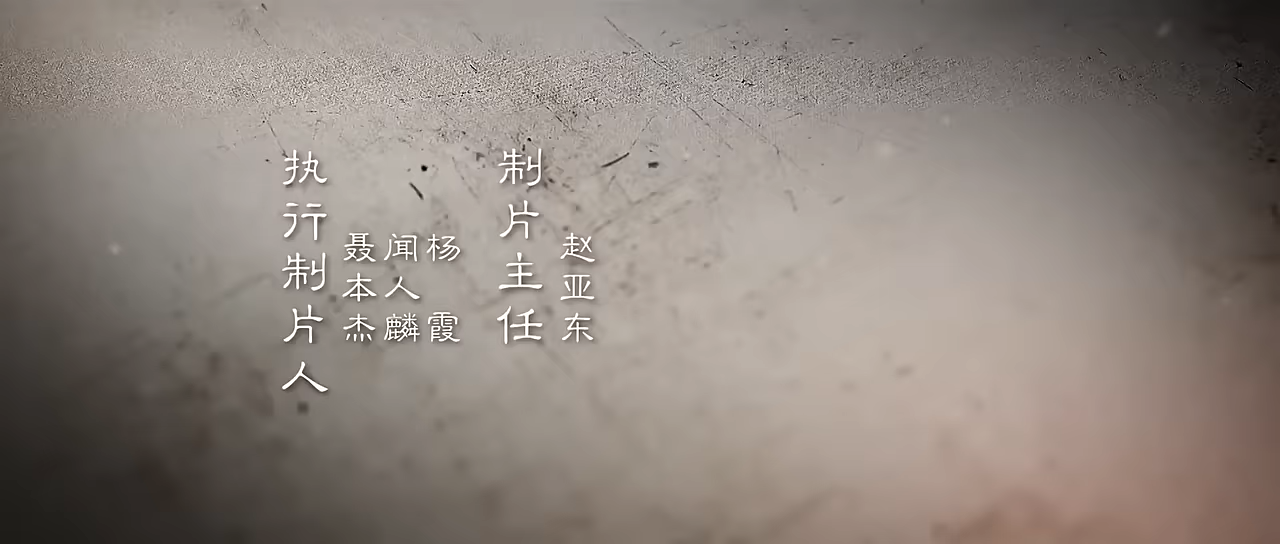 执行制片人
聂本杰
闻人麟
杨霞
制片主任
赵亚东